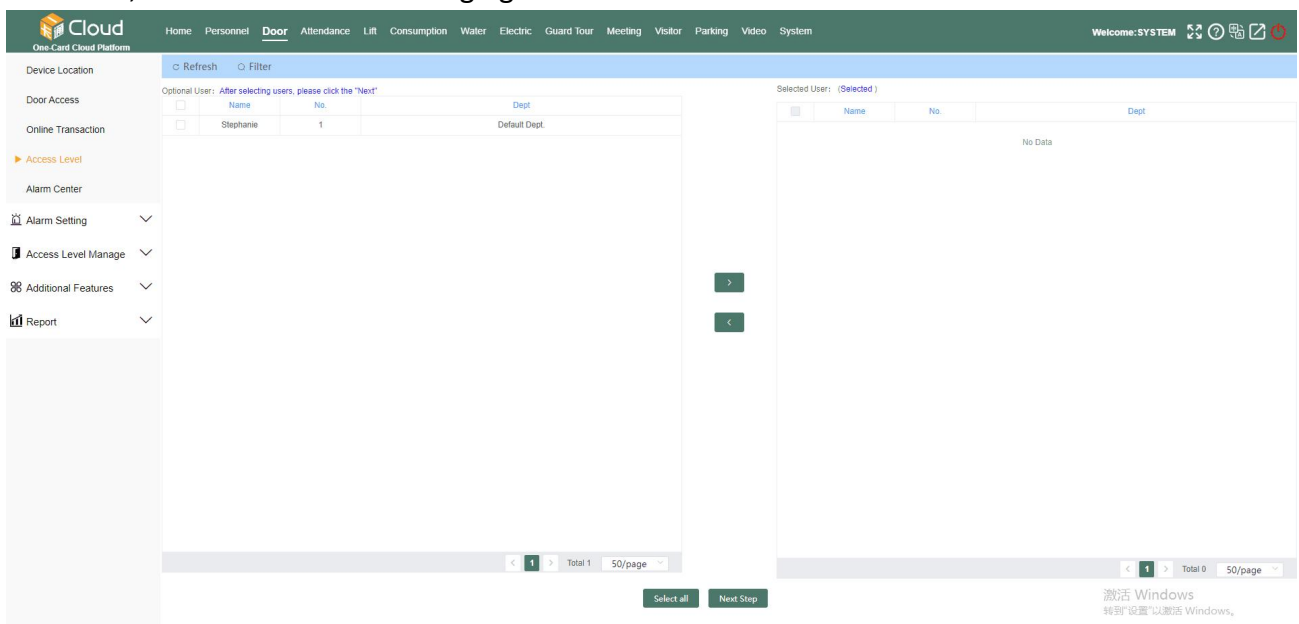 Cloud
One-Card Cloud Platform
Home Personnel Door Attendance Lift Consumption Water Electric Guard Tour Meeting Visitor Parking Video System
Welcome:SYSTEM
Device Location
Door Access
Online Transaction
Access Level
Alarm Center
Alarm Setting
Access Level Manage
Additional Features
Report
Refresh Filter
Optional User: After selecting users, please click the "Next"
Name No. Dept
Stephanie 1 Default Dept.
< 1 > Total 1 50/page
>
<
Selected User: (Selected )
Name No. Dept
No Data
< 1 > Total 0 50/page
Select all Next Step
激活 Windows
转到"设置"以激活 Windows。